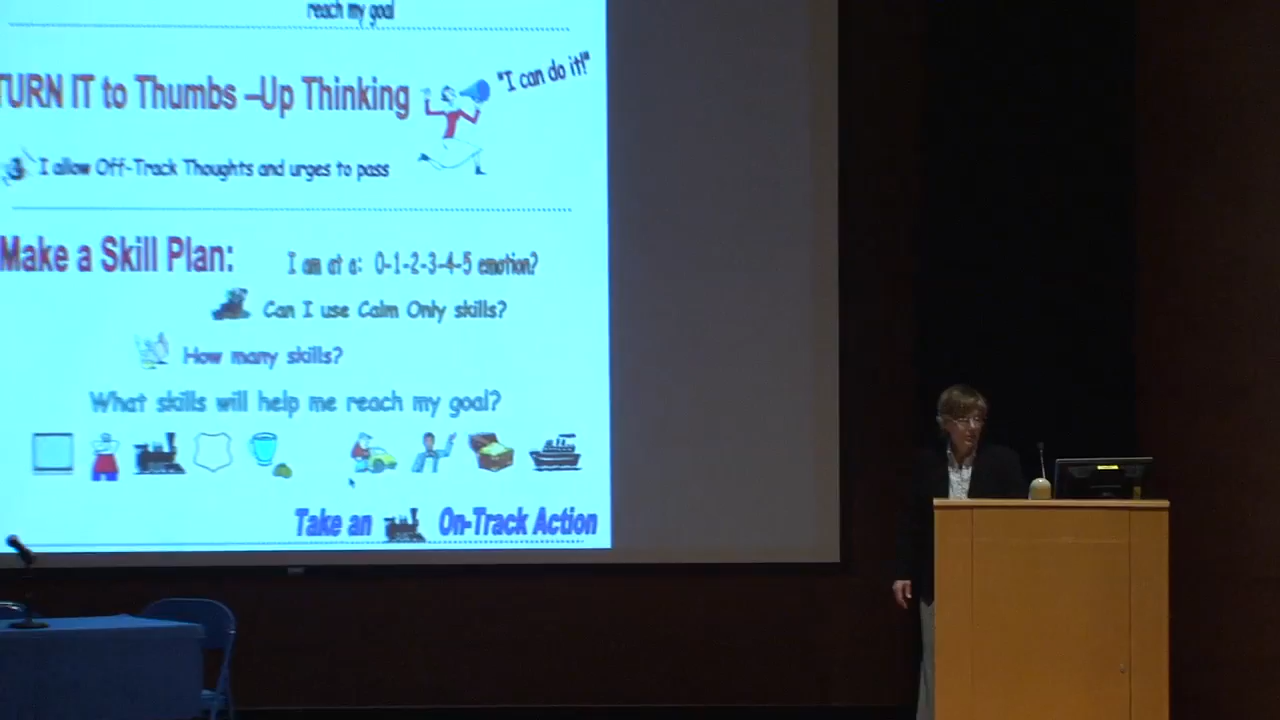 reach my goal
"I can do it!"
TURN IT to Thumbs –Up Thinking
I allow Off-Track Thoughts and urges to pass
Make a Skill Plan:
I am at a: 0-1-2-3-4-5 emotion?
Can I use Calm Only skills?
How many skills?
What skills will help me reach my goal?
Take an On-Track Action